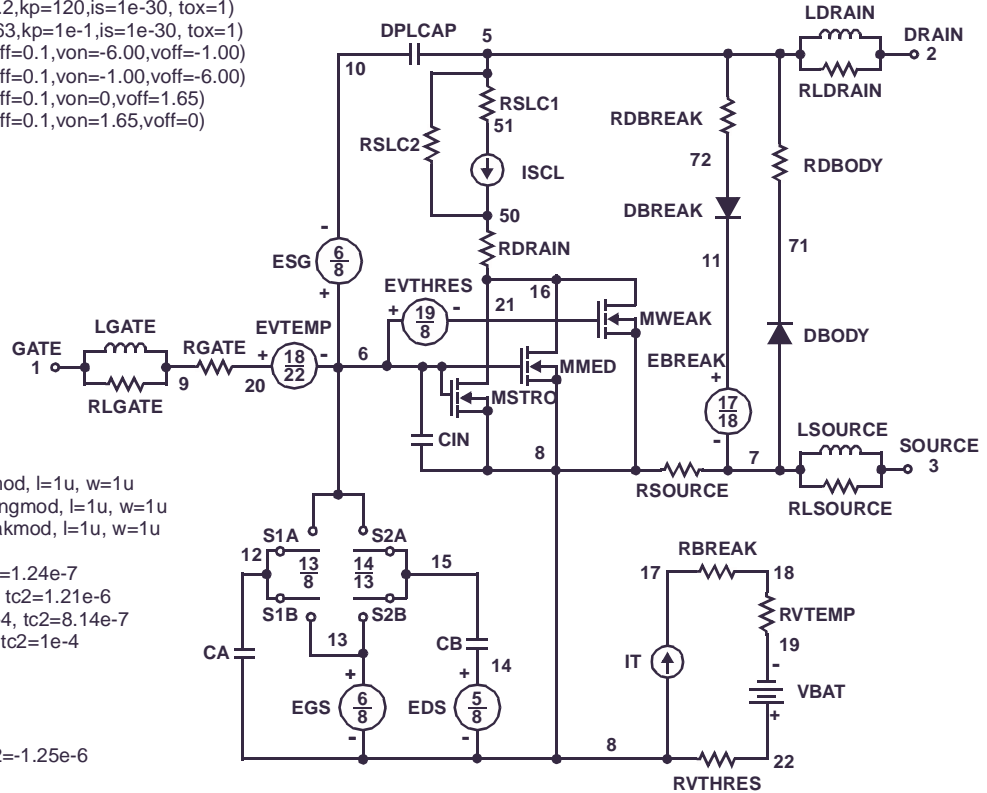 .2,kp=120,is=1e-30, tox=1)
63,kp=1e-1,is=1e-30, tox=1)
ff=0.1,von=-6.00,voff=-1.00)
ff=0.1,von=-1.00,voff=-6.00)
ff=0.1,von=0,voff=1.65)
ff=0.1,von=1.65,voff=0)
LDRAIN
DPLCAP 5 DRAIN
10 2
RLDRAIN
RSLC1
51
RDBREAK
RSLC2
72
RDBODY
ISCL
DBREAK
50
71
RDRAIN
11
ESG 6 8
-
+
EVTHRES
+ 19 8 -
21 16
MWEAK
LGATE
EVTEMP
GATE RGATE
1 9 20 + 18 22 - 6
RLGATE
MMED
EBREAK
DBODY
MSTRO
+
17 18
-
CIN
8
LSOURCE
7 SOURCE
3
RSOURCE
RLSOURCE
nod, l=1u, w=1u
ngmod, l=1u, w=1u
akmod, l=1u, w=1u
S1A S2A
12 13 8 14 13 15
S1B S2B
=1.24e-7
tc2=1.21e-6
-4, tc2=8.14e-7
tc2=1e-4
13
CA CB
+ + 14
EGS 6 8 EDS 5 8
- -
RBREAK
17 18
RVTEMP
19
IT -
VBAT
+
8 22
RVTHRES
2=-1.25e-6